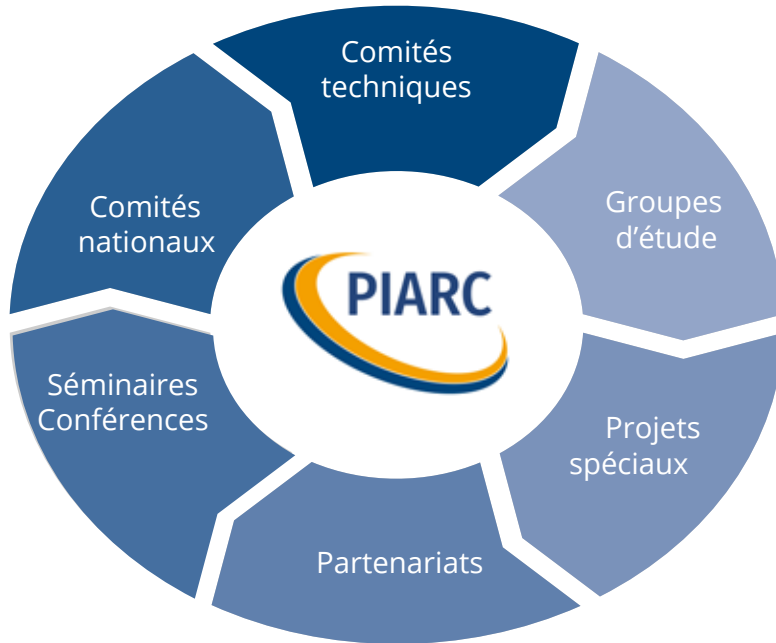 Comités
techniques
Groupes
d’étude
Projets
spéciaux
Partenariats
Séminaires
Conférences
Comités
nationaux
PIARC